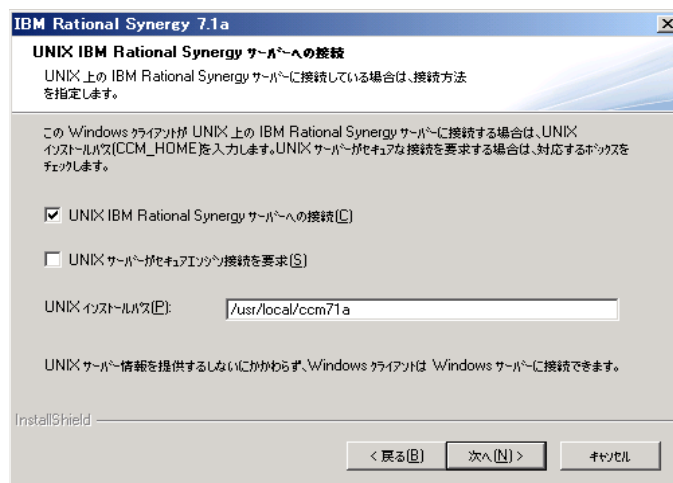 IBM Rational Synergy 7.1a
UNIX IBM Rational Synergy サーバーへの接続
UNIX 上の IBM Rational Synergy サーバーに接続している場合は、接続方法
を指定します。
この Windows クライアントが UNIX 上の IBM Rational Synergy サーバーに接続する場合は、UNIX
インストールパス(CCM_HOME)を入力します。UNIX サーバーがセキュアな接続を要求する場合は、対応するボックスを
チェックします。
UNIX IBM Rational Synergy サーバーへの接続(C)
UNIX サーバーがセキュアエンジン接続を要求(S)
UNIX インストールパス(P):
/usr/local/ccm71a
UNIX サーバー情報を提供するしないにかかわらず、Windows クライアントは Windows サーバーに接続できます。
InstallShield
< 戻る(B)
次へ(N) >
キャンセル